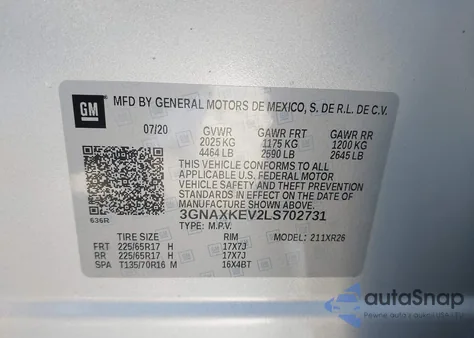 GM
MFD BY GENERAL MOTORS DE MEXICO, S. DE R.L. DE C.V.
07/20 GVWR GAWR FRT GAWR RR
2025 KG 1175 KG 1200 KG
4464 LB 2590 LB 2645 LB
THIS VEHICLE CONFORMS TO ALL
APPLICABLE U.S. FEDERAL MOTOR
VEHICLE SAFETY AND THEFT PREVENTION
STANDARDS IN EFFECT ON THE DATE
OF MANUFACTURE SHOWN ABOVE.
3GNAXKEV2LS702731
636R TYPE: M.P.V. MODEL: 211XR26
TIRE SIZE RIM
FRT 225/65R17 H 17X7J
RR 225/65R17 H 17X7J
SPA T135/70R16 M 16X4BT
autaSnap
Pewne auta z USA